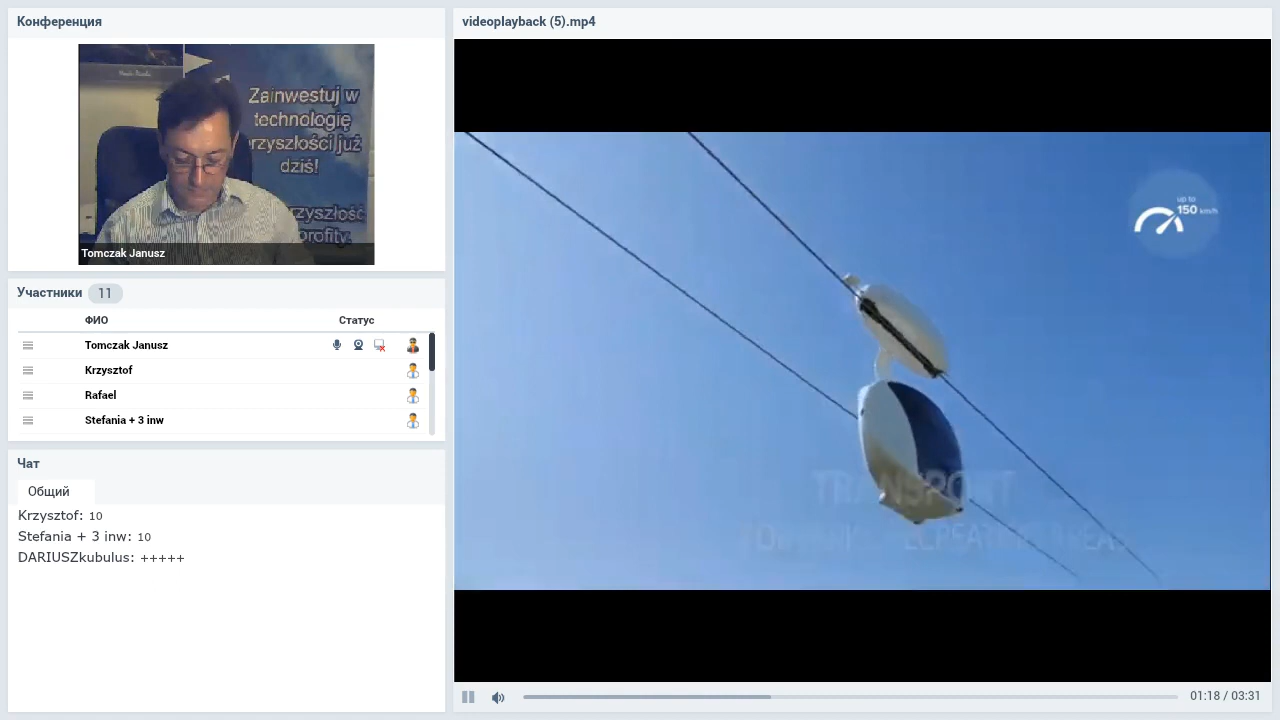 Конференция
Zainwestuj w
technologię
przyszłości już
dziś!
profity.
Tomczak Janusz
Участники 11
ФИО Статус
Tomczak Janusz
Krzysztof
Rafael
Stefania + 3 inw
Чат
Общий
Krzysztof: 10
Stefania + 3 inw: 10
DARIUSZkubulus: +++++
videoplayback (5).mp4
up to
150 km/h
TRANSPORT
RECREATION AREAS
01:18 / 03:31